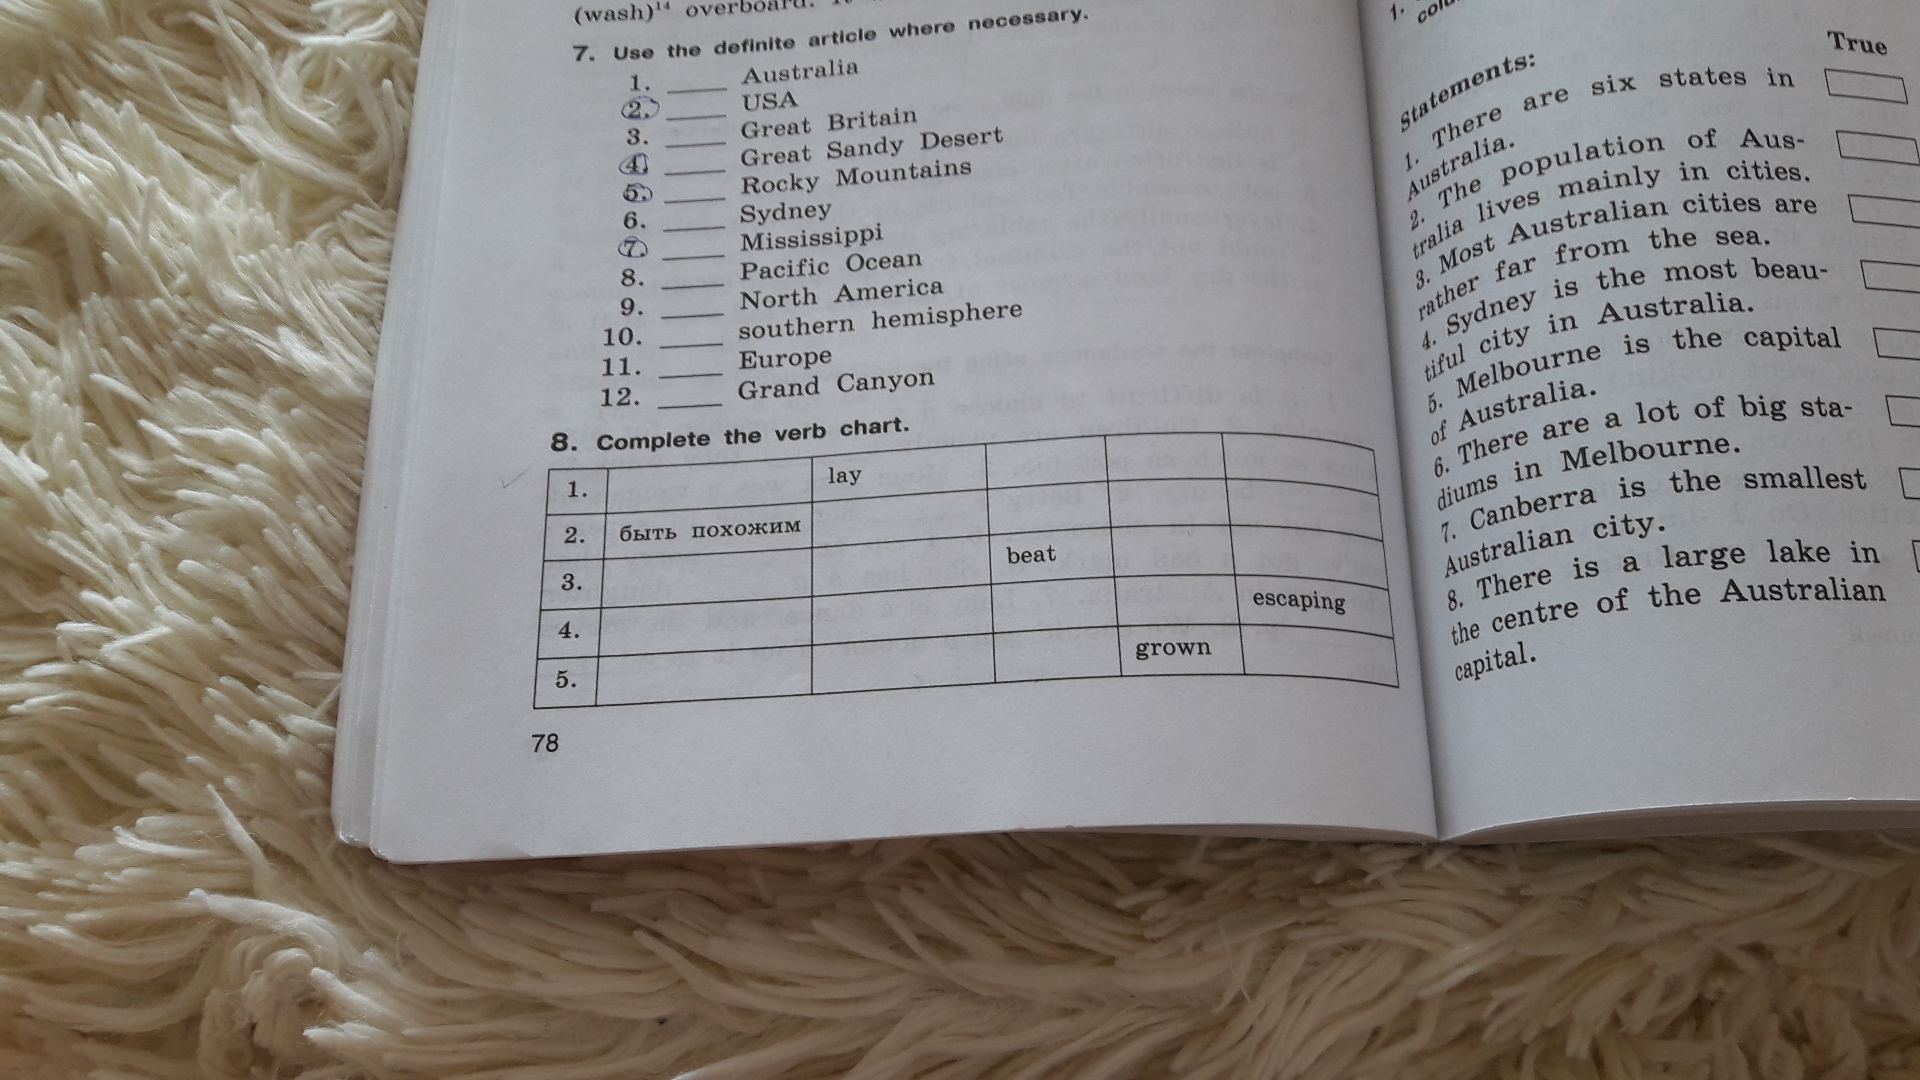 (wash)¹⁴ overboard.
7. Use the definite article where necessary.
1. ____ Australia
2. ____ USA
3. ____ Great Britain
4. ____ Great Sandy Desert
5. ____ Rocky Mountains
6. ____ Sydney
7. ____ Mississippi
8. ____ Pacific Ocean
9. ____ North America
10. ____ southern hemisphere
11. ____ Europe
12. ____ Grand Canyon
8. Complete the verb chart.
1. lay
2. быть похожим
3. beat
4. escaping
5. grown
78
1.
True
Statements:
1. There are six states in
Australia.
2. The population of Aus-
tralia lives mainly in cities.
3. Most Australian cities are
rather far from the sea.
4. Sydney is the most beau-
tiful city in Australia.
5. Melbourne is the capital
of Australia.
6. There are a lot of big sta-
diums in Melbourne.
7. Canberra is the smallest
Australian city.
8. There is a large lake in
the centre of the Australian
capital.